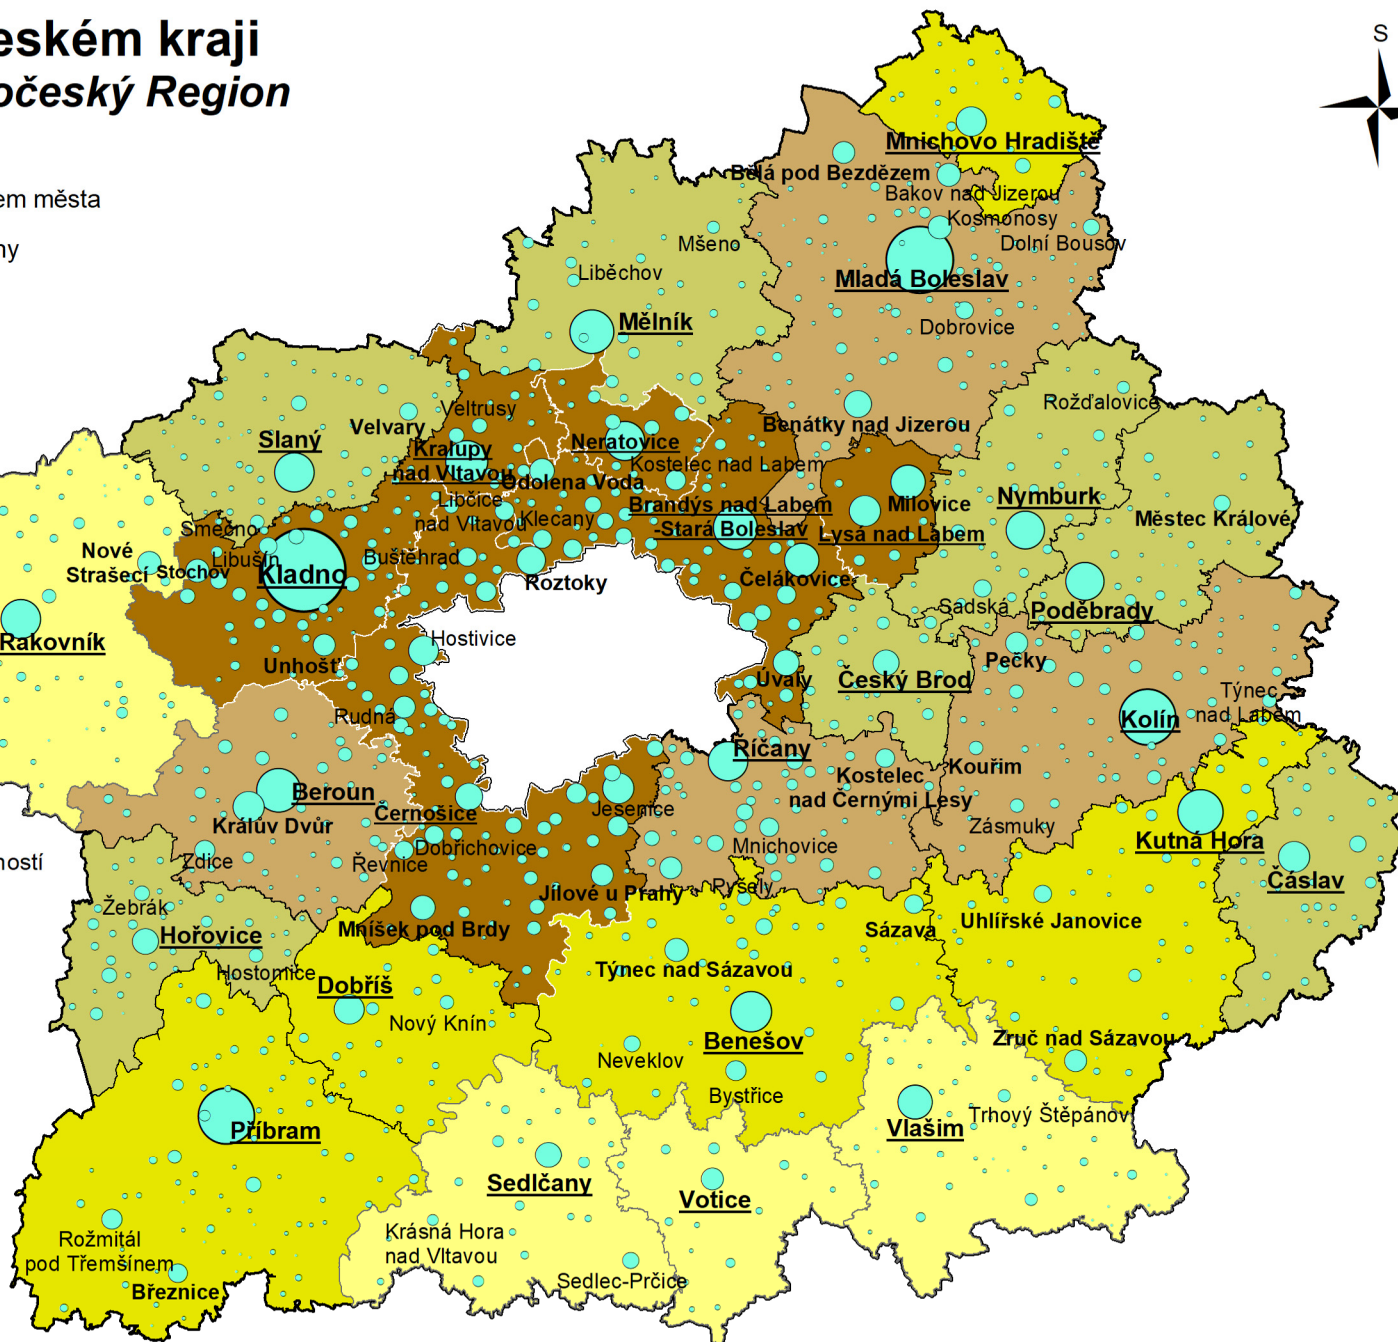 eském kraji
očeský Region
S
em města
ny
Mnichovo Hradiště
Bělá pod Bezdězem
Bakov nad Jizerou
Kosmonosy
Dolní Bousov
Mšeno
Liběchov
Mladá Boleslav
Mělník
Dobrovice
Rožďalovice
Veltrusy
Velvary
Benátky nad Jizerou
Slaný
Kralupy
nad Vltavou
Neratovice
Kostelec nad Labem
Odolena Voda
Milovice
Nymburk
Libčice
nad Vltavou
Klecany
Brandýs nad Labem
-Stará Boleslav
Lysá nad Labem
Městec Králové
Smečno
Libušín
Buštěhrad
Nové
Strašecí
Stochov
Kladno
Roztoky
Čelákovice
Sadská
Poděbrady
Rakovník
Hostivice
Unhošť
Úvaly
Český Brod
Pečky
Týnec
nad Labem
Kolín
Rudná
Říčany
Kostelec
nad Černými Lesy
Kouřim
Beroun
Králův Dvůr
Černošice
Jesenice
Zásmuky
Kutná Hora
Dobřichovice
Mnichovice
ností
Zdice
Řevnice
Čáslav
Jílové u Prahy
Pyšely
Žebrák
Uhlířské Janovice
Mníšek pod Brdy
Sázava
Hořovice
Hostomice
Týnec nad Sázavou
Dobříš
Nový Knín
Benešov
Zruč nad Sázavou
Neveklov
Bystřice
Trhový Štěpánov
Vlašim
Příbram
Sedlčany
Votice
Krásná Hora
nad Vltavou
Rožmitál
pod Třemšínem
Sedlec-Prčice
Březnice